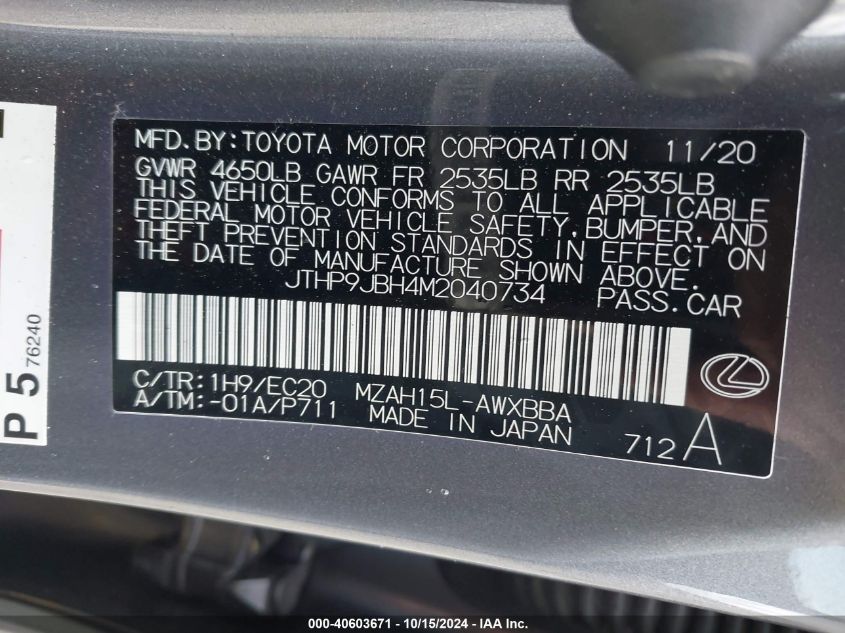 MFD.BY:TOYOTA MOTOR CORPORATION 11/20
GVWR 4650LB GAWR FR 2535LB RR 2535LB
THIS VEHICLE CONFORMS TO ALL APPLICABLE
FEDERAL MOTOR VEHICLE SAFETY,BUMPER,AND
THEFT PREVENTION STANDARDS IN EFFECT ON
THE DATE OF MANUFACTURE SHOWN ABOVE.
JTHP9JBH4M2040734 PASS.CAR
C/TR:1H9/EC20 MZAH15L-AWXBBA
A/TM:-01A/P711 MADE IN JAPAN
712A
P 5 76240
000-40603671 / 10/15/2024 - IAA Inc.